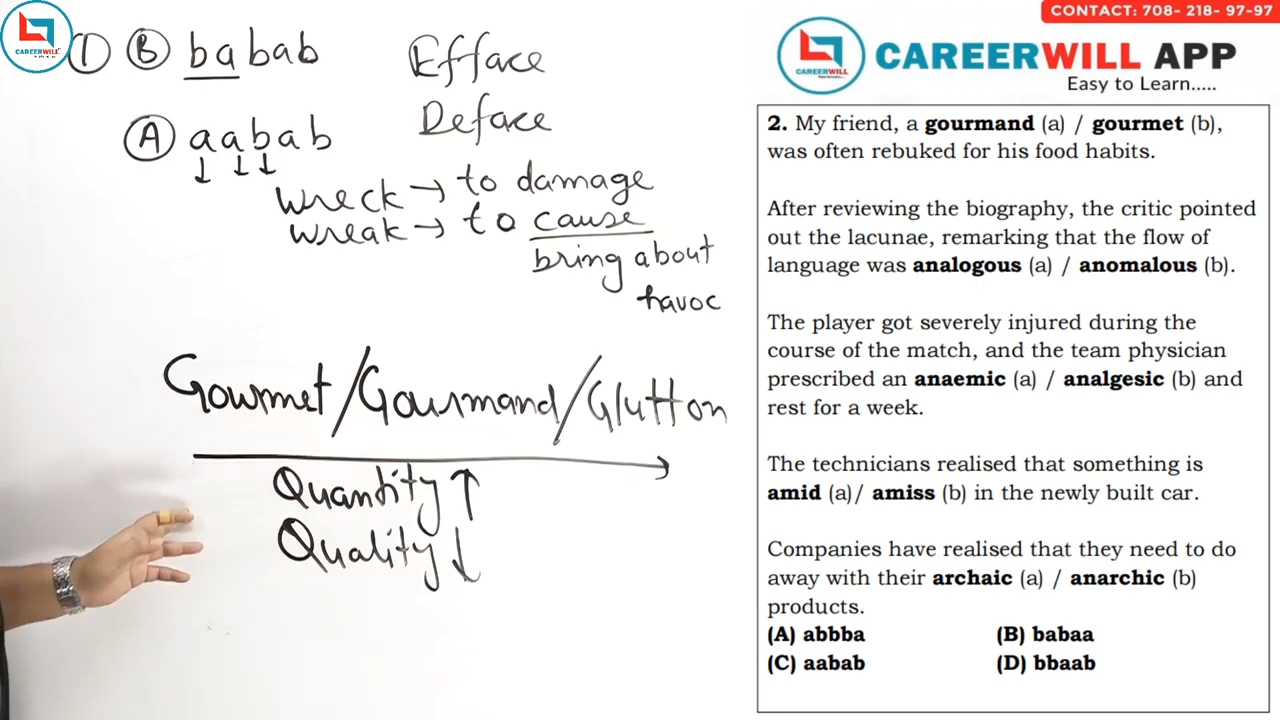 CAREERWILL
① Ⓑ babab
Efface
Ⓐ aabab
Deface
↓ ↓ ↓
wreck → to damage
wreak → to cause
bring about
havoc
Gourmet/Gourmand/Glutton
Quantity ↑
Quality ↓
CONTACT: 708- 218- 97-97
CAREERWILL
CAREERWILL APP
Easy to Learn.....
2. My friend, a gourmand (a) / gourmet (b),
was often rebuked for his food habits.
After reviewing the biography, the critic pointed
out the lacunae, remarking that the flow of
language was analogous (a) / anomalous (b).
The player got severely injured during the
course of the match, and the team physician
prescribed an anaemic (a) / analgesic (b) and
rest for a week.
The technicians realised that something is
amid (a)/ amiss (b) in the newly built car.
Companies have realised that they need to do
away with their archaic (a) / anarchic (b)
products.
(A) abbba (B) babaa
(C) aabab (D) bbaab